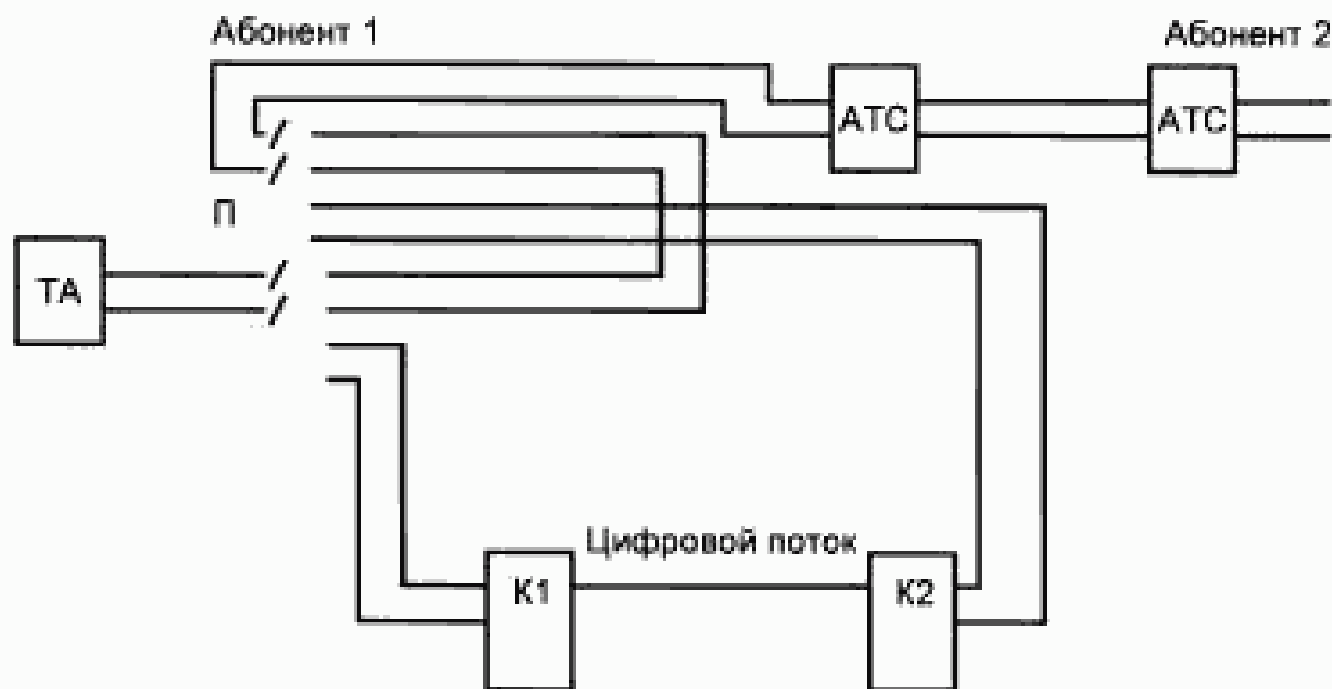 Абонент 1
Абонент 2
АТС
АТС
П
ТА
Цифровой поток
К1
К2